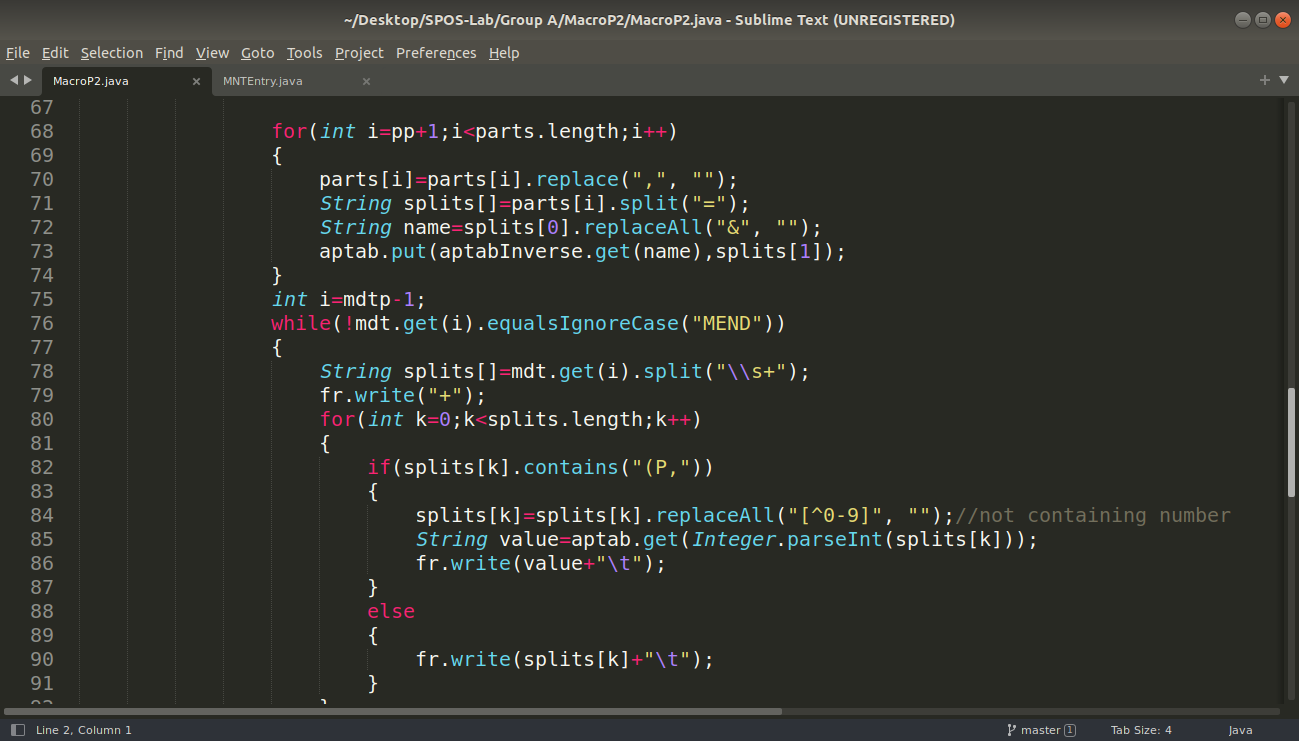 ~/Desktop/SPOS-Lab/Group A/MacroP2/MacroP2.java - Sublime Text (UNREGISTERED)
File Edit Selection Find View Goto Tools Project Preferences Help
MacroP2.java × MNTEntry.java ×
67
68 for(int i=pp+1;i<parts.length;i++)
69 {
70 parts[i]=parts[i].replace(",", "");
71 String splits[]=parts[i].split("=");
72 String name=splits[0].replaceAll("&", "");
73 aptab.put(aptabInverse.get(name),splits[1]);
74 }
75 int i=mdtp-1;
76 while(!mdt.get(i).equalsIgnoreCase("MEND"))
77 {
78 String splits[]=mdt.get(i).split("\\s+");
79 fr.write("+");
80 for(int k=0;k<splits.length;k++)
81 {
82 if(splits[k].contains("(P,"))
83 {
84 splits[k]=splits[k].replaceAll("[^0-9]", "");//not containing number
85 String value=aptab.get(Integer.parseInt(splits[k]));
86 fr.write(value+"\t");
87 }
88 else
89 {
90 fr.write(splits[k]+"\t");
91 }
92 }
Line 2, Column 1 master 1 Tab Size: 4 Java